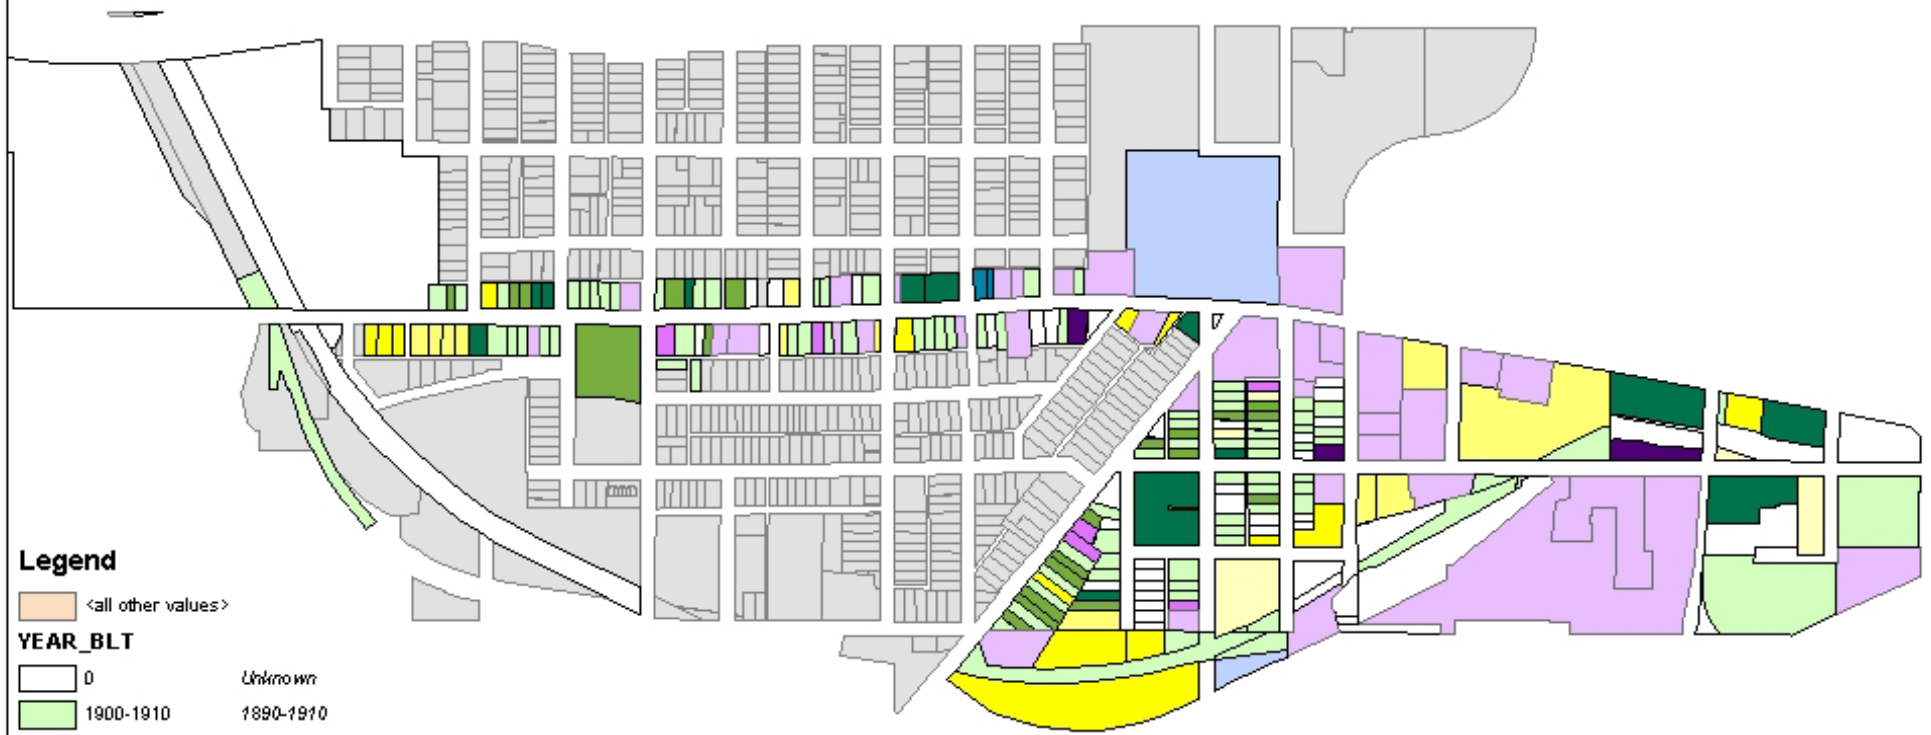 Legend
<all other values>
YEAR_BLT
0 Unknown
1900-1910 1890-1910